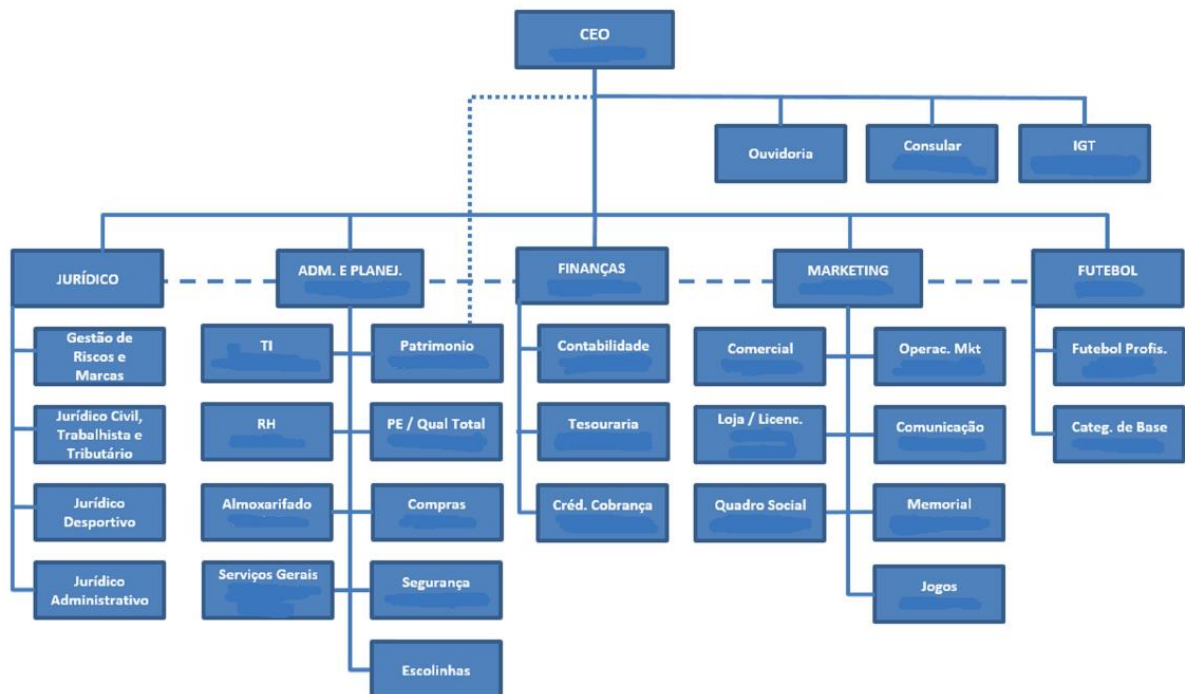 CEO
Ouvidoria
Consular
IGT
JURÍDICO
ADM. E PLANEJ.
FINANÇAS
MARKETING
FUTEBOL
Gestão de
Riscos e
Marcas
Jurídico Civil,
Trabalhista e
Tributário
Jurídico
Desportivo
Jurídico
Administrativo
TI
Patrimonio
RH
PE / Qual Total
Almoxarifado
Compras
Serviços Gerais
Segurança
Escolinhas
Contabilidade
Tesouraria
Créd. Cobrança
Comercial
Operac. Mkt
Loja / Licenc.
Comunicação
Quadro Social
Memorial
Jogos
Futebol Profis.
Categ. de Base